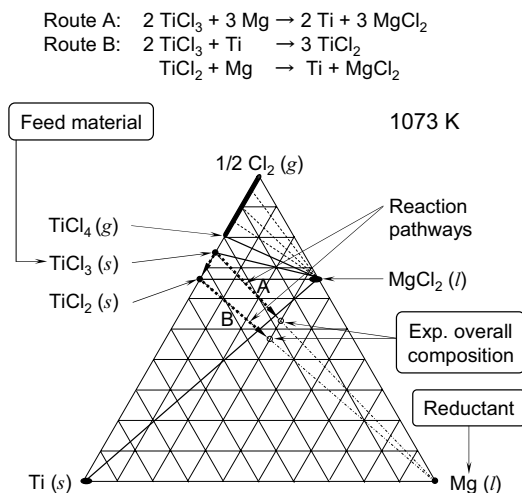 Route A: 2 TiCl₃ + 3 Mg → 2 Ti + 3 MgCl₂
Route B: 2 TiCl₃ + Ti → 3 TiCl₂
TiCl₂ + Mg → Ti + MgCl₂
Feed material
1073 K
1/2 Cl₂ (g)
TiCl₄ (g)
Reaction
pathways
TiCl₃ (s)
TiCl₂ (s)
MgCl₂ (l)
A
B
Exp. overall
composition
Reductant
Ti (s)
Mg (l)